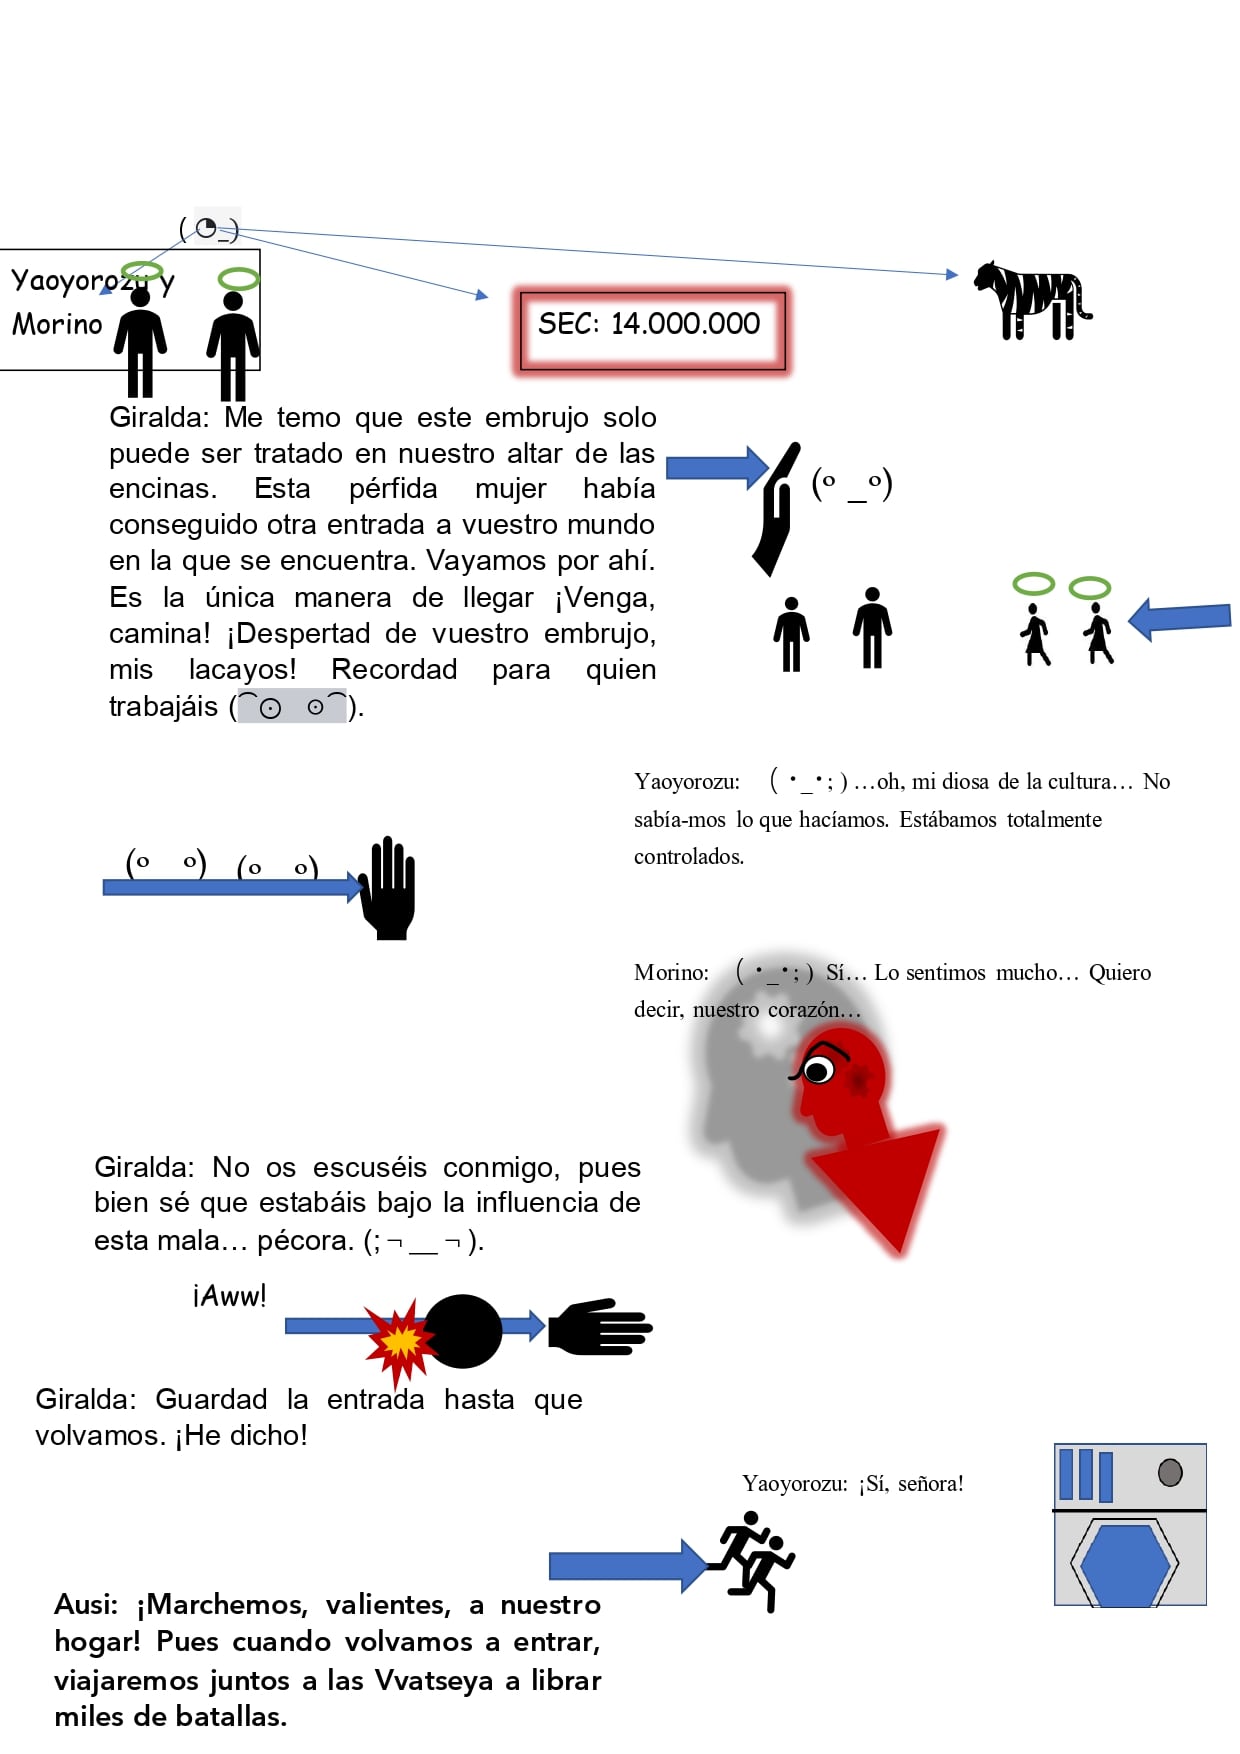 ( ◔_)
Yaoyorozu y
Morino
SEC: 14.000.000
Giralda: Me temo que este embrujo solo
puede ser tratado en nuestro altar de las
encinas. Esta pérfida mujer había
conseguido otra entrada a vuestro mundo
en la que se encuentra. Vayamos por ahí.
Es la única manera de llegar ¡Venga,
camina! ¡Despertad de vuestro embrujo,
mis lacayos! Recordad para quien
trabajáis (⁀⊙ ⊙⁀).
(º _º)
Yaoyorozu: (・_・; ) …oh, mi diosa de la cultura… No
sabía-mos lo que hacíamos. Estábamos totalmente
controlados.
(º º) (º º)
Morino: (・_・; ) Sí… Lo sentimos mucho… Quiero
decir, nuestro corazón…
Giralda: No os escuséis conmigo, pues
bien sé que estabáis bajo la influencia de
esta mala… pécora. (; ¬ __ ¬ ).
¡Aww!
Giralda: Guardad la entrada hasta que
volvamos. ¡He dicho!
Yaoyorozu: ¡Sí, señora!
Ausi: ¡Marchemos, valientes, a nuestro
hogar! Pues cuando volvamos a entrar,
viajaremos juntos a las Vvatseya a librar
miles de batallas.